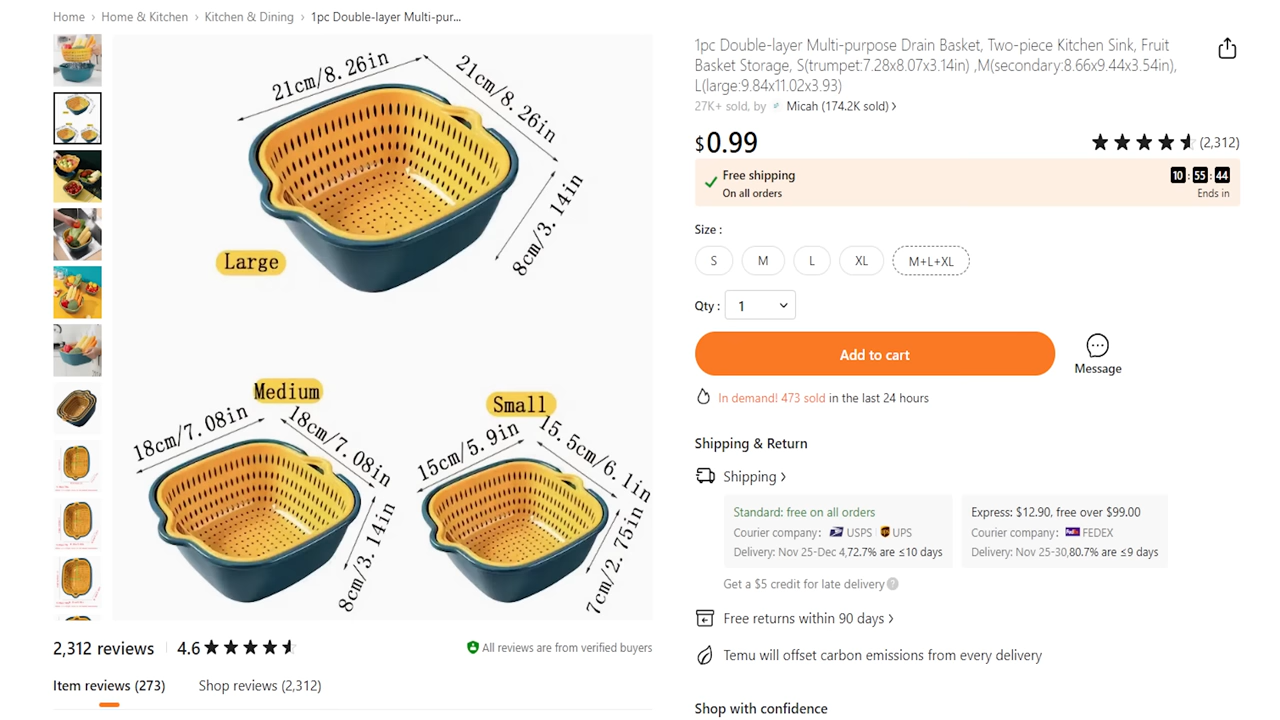 Home › Home & Kitchen › Kitchen & Dining › 1pc Double-layer Multi-pur...
21cm/8.26in
21cm/8.26in
8cm/3.14in
Large
Medium
18cm/7.08in
18cm/7.08in
8cm/3.14in
Small
15cm/5.9in
15.5cm/6.1in
7cm/2.75in
2,312 reviews
4.6
All reviews are from verified buyers
Item reviews (273)
Shop reviews (2,312)
1pc Double-layer Multi-purpose Drain Basket, Two-piece Kitchen Sink, Fruit
Basket Storage, S(trumpet:7.28x8.07x3.14in) ,M(secondary:8.66x9.44x3.54in),
L(large:9.84x11.02x3.93)
27K+ sold, by Micah (174.2K sold) ›
$0.99
(2,312)
Free shipping
On all orders
10 : 55 : 44
Ends in
Size :
S M L XL M+L+XL
Qty : 1
Add to cart
Message
In demand! 473 sold in the last 24 hours
Shipping & Return
Shipping ›
Standard: free on all orders
Courier company: USPS UPS
Delivery: Nov 25-Dec 4,72.7% are ≤10 days
Express: $12.90, free over $99.00
Courier company: FEDEX
Delivery: Nov 25-30,80.7% are ≤9 days
Get a $5 credit for late delivery ?
Free returns within 90 days ›
Temu will offset carbon emissions from every delivery
Shop with confidence